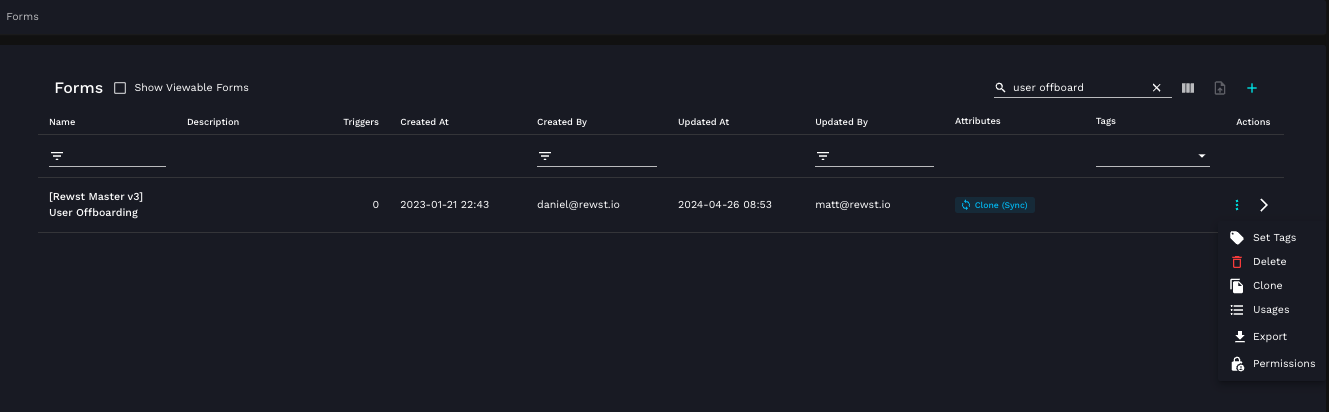 Forms
Forms Show Viewable Forms user offboard
Name Description Triggers Created At Created By Updated At Updated By Attributes Tags Actions
[Rewst Master v3]
User Offboarding
0 2023-01-21 22:43 daniel@rewst.io 2024-04-26 08:53 matt@rewst.io Clone (Sync)
Set Tags
Delete
Clone
Usages
Export
Permissions